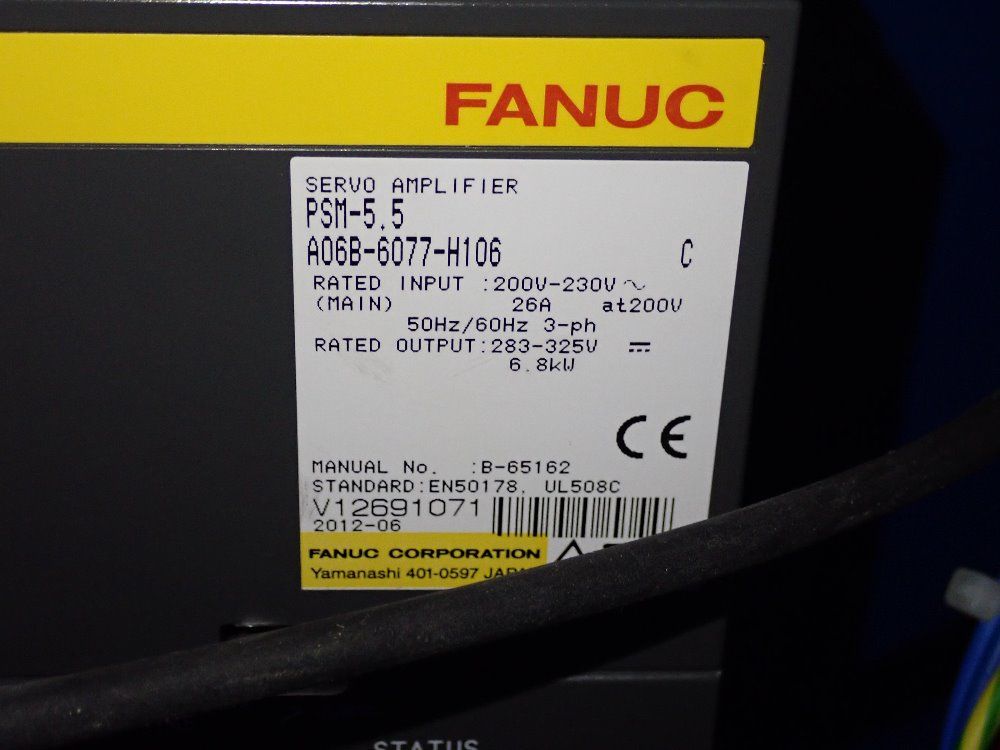 FANUC
SERVO AMPLIFIER
PSM-5.5
A06B-6077-H106 C
RATED INPUT :200V-230V ~
(MAIN) 26A at200V
50Hz/60Hz 3-ph
RATED OUTPUT:283-325V ⎓
6.8kW
CE
MANUAL No. :B-65162
STANDARD:EN50178, UL508C
V12691071
2012-06
FANUC CORPORATION
Yamanashi 401-0597
STATUS